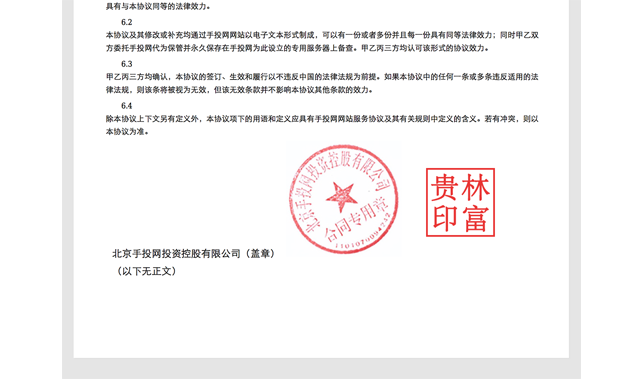 具有与本协议同等的法律效力。
6.2
本协议及其修改或补充均通过手投网网站以电子文本形式制成，可以有一份或者多份并且每一份具有同等法律效力；同时甲乙双
方委托手投网代为保管并永久保存在手投网为此设立的专用服务器上备查。甲乙丙三方均认可该形式的协议效力。
6.3
甲乙丙三方均确认，本协议的签订、生效和履行以不违反中国的法律法规为前提。如果本协议中的任何一条或多条违反适用的法
律法规，则该条将被视为无效，但该无效条款并不影响本协议其他条款的效力。
6.4
除本协议上下文另有定义外，本协议项下的用语和定义应具有手投网网站服务协议及其有关规则中定义的含义。若有冲突，则以
本协议为准。
北京手投网投资控股有限公司
合同专用章
林富
贵印
北京手投网投资控股有限公司（盖章）
（以下无正文）